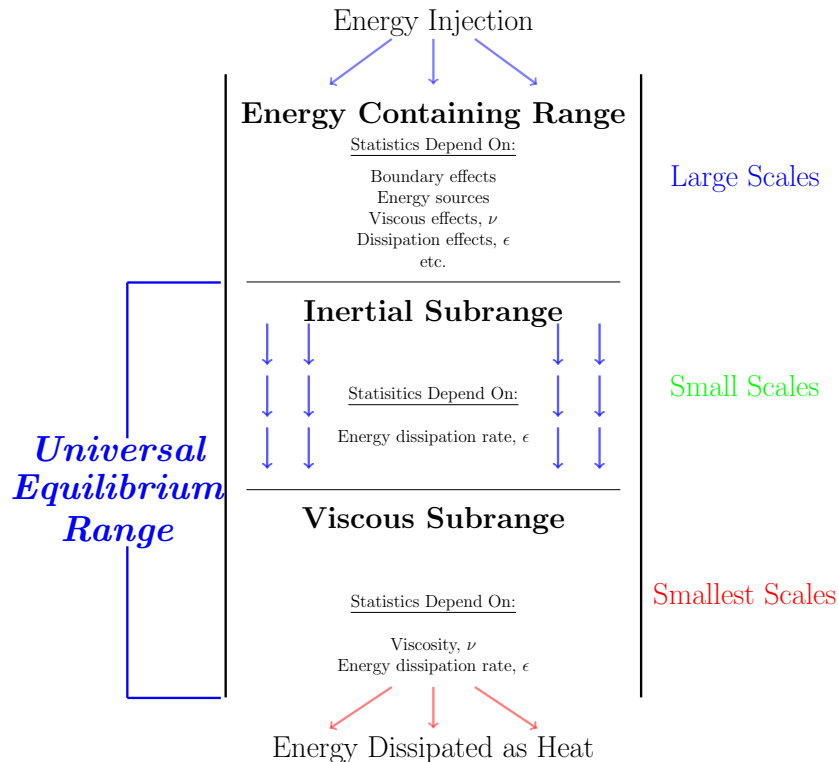 Energy Injection
Energy Containing Range
Statistics Depend On:
Boundary effects
Energy sources
Viscous effects, ν
Dissipation effects, ϵ
etc.
Large Scales
Inertial Subrange
Statisitics Depend On:
Energy dissipation rate, ϵ
Small Scales
Universal
Equilibrium
Range
Viscous Subrange
Statistics Depend On:
Viscosity, ν
Energy dissipation rate, ϵ
Smallest Scales
Energy Dissipated as Heat